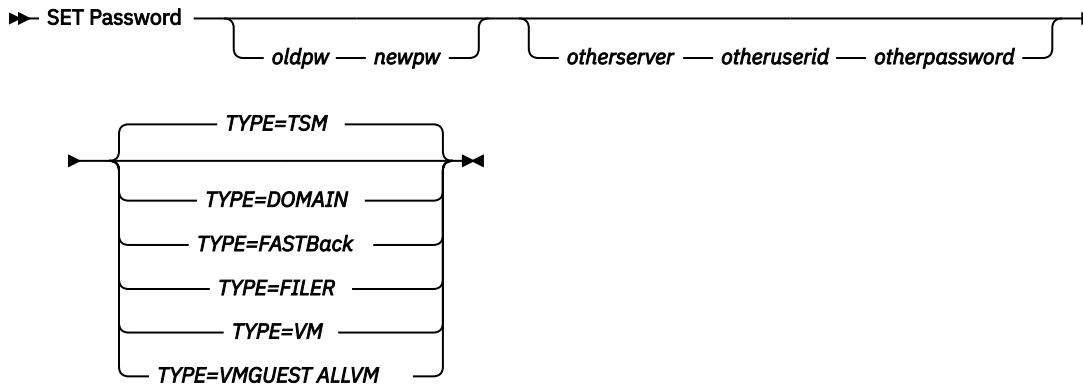 SET Password
oldpw newpw
otherserver otheruserid otherpassword
TYPE=TSM
TYPE=DOMAIN
TYPE=FASTBack
TYPE=FILER
TYPE=VM
TYPE=VMGUEST ALLVM